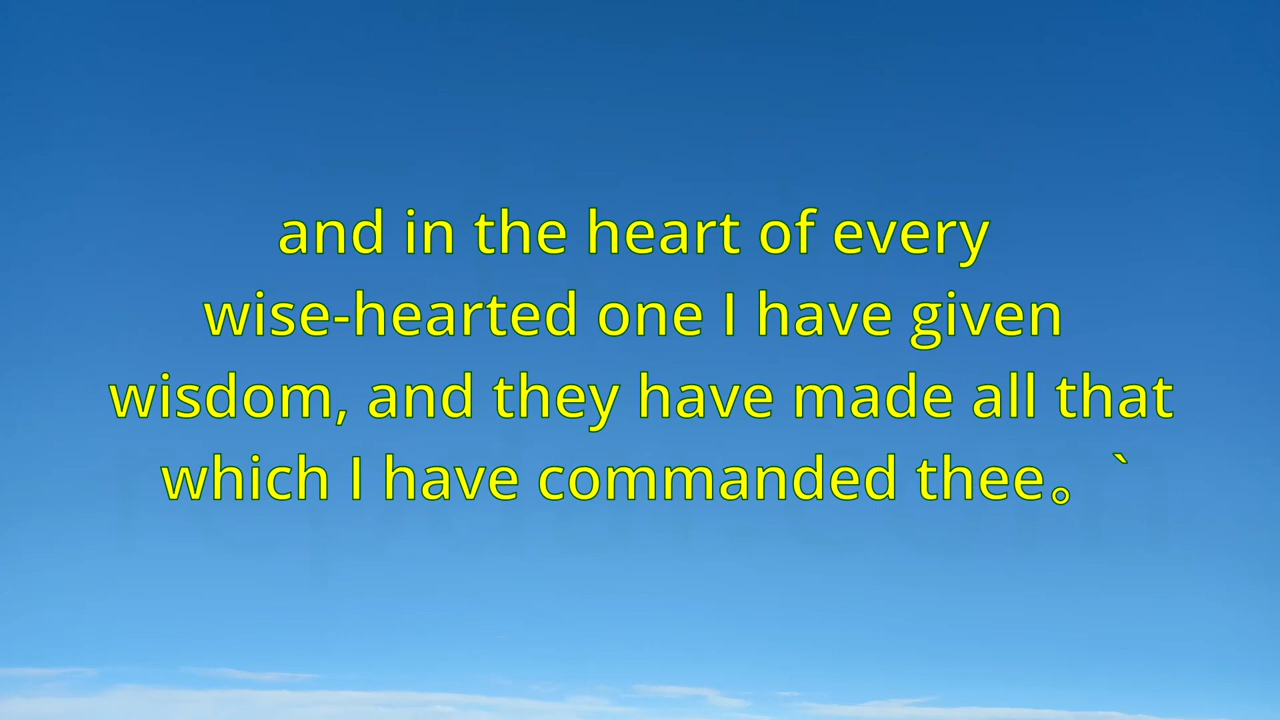 and in the heart of every
wise-hearted one I have given
wisdom, and they have made all that
which I have commanded thee。 `